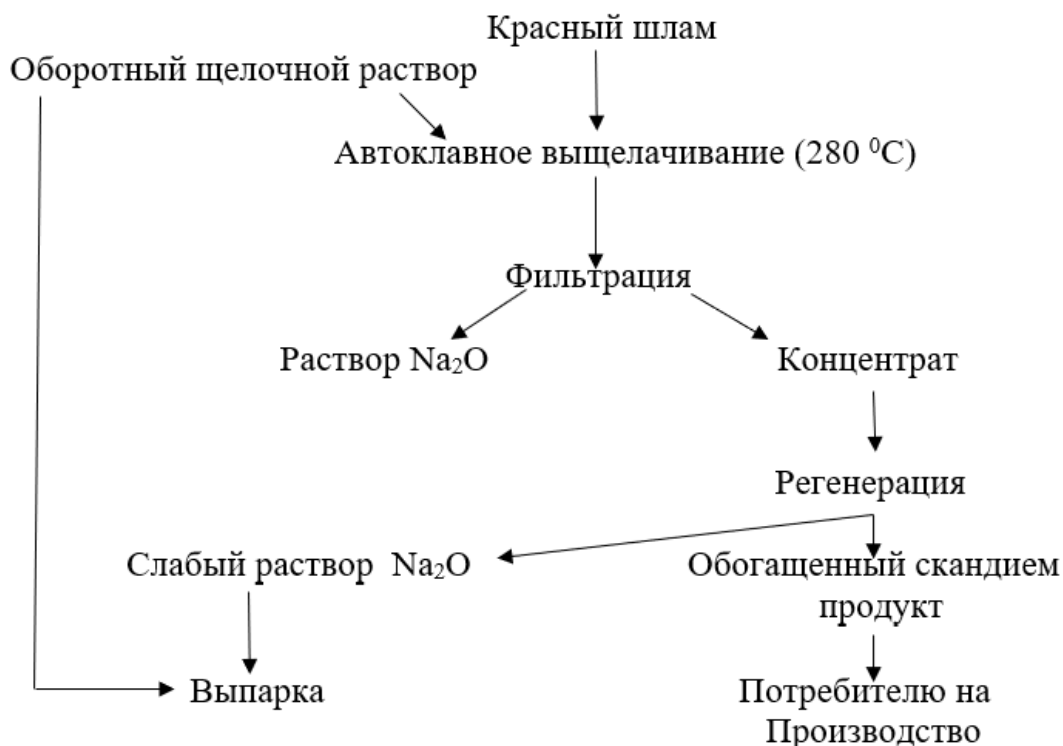 Красный шлам
Оборотный щелочной раствор
Автоклавное выщелачивание (280 ⁰С)
Фильтрация
Раствор Na₂O
Концентрат
Регенерация
Слабый раствор Na₂O
Обогащенный скандием
продукт
Выпарка
Потребителю на
Производство